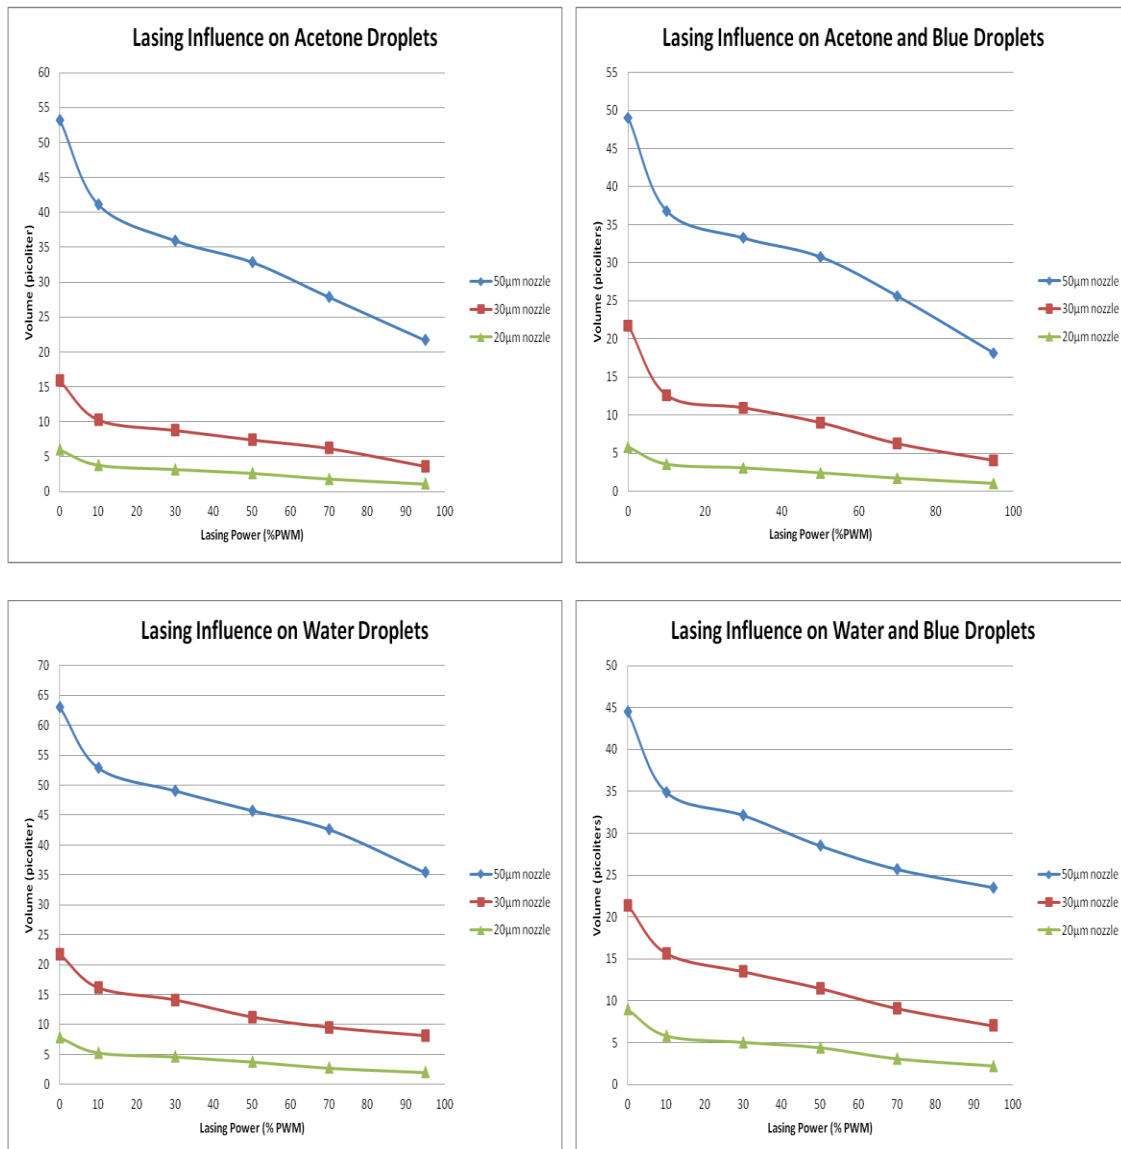 Lasing Influence on Acetone Droplets
60
55
50
45
40
35
30
25
20
15
10
5
0
Volume (picoliter)
0 10 20 30 40 50 60 70 80 90 100
Lasing Power (%PWM)
50µm nozzle
30µm nozzle
20µm nozzle
Lasing Influence on Acetone and Blue Droplets
55
50
45
40
35
30
25
20
15
10
5
0
Volume (picoliters)
0 20 40 60 80 100
Lasing Power (%PWM)
50µm nozzle
30µm nozzle
20µm nozzle
Lasing Influence on Water Droplets
70
65
60
55
50
45
40
35
30
25
20
15
10
5
0
Volume (picoliter)
0 10 20 30 40 50 60 70 80 90 100
Lasing Power (% PWM)
50µm nozzle
30µm nozzle
20µm nozzle
Lasing Influence on Water and Blue Droplets
50
45
40
35
30
25
20
15
10
5
0
Volume (picoliters)
0 10 20 30 40 50 60 70 80 90 100
Lasing Power (%PWM)
50µm nozzle
30µm nozzle
20µm nozzle